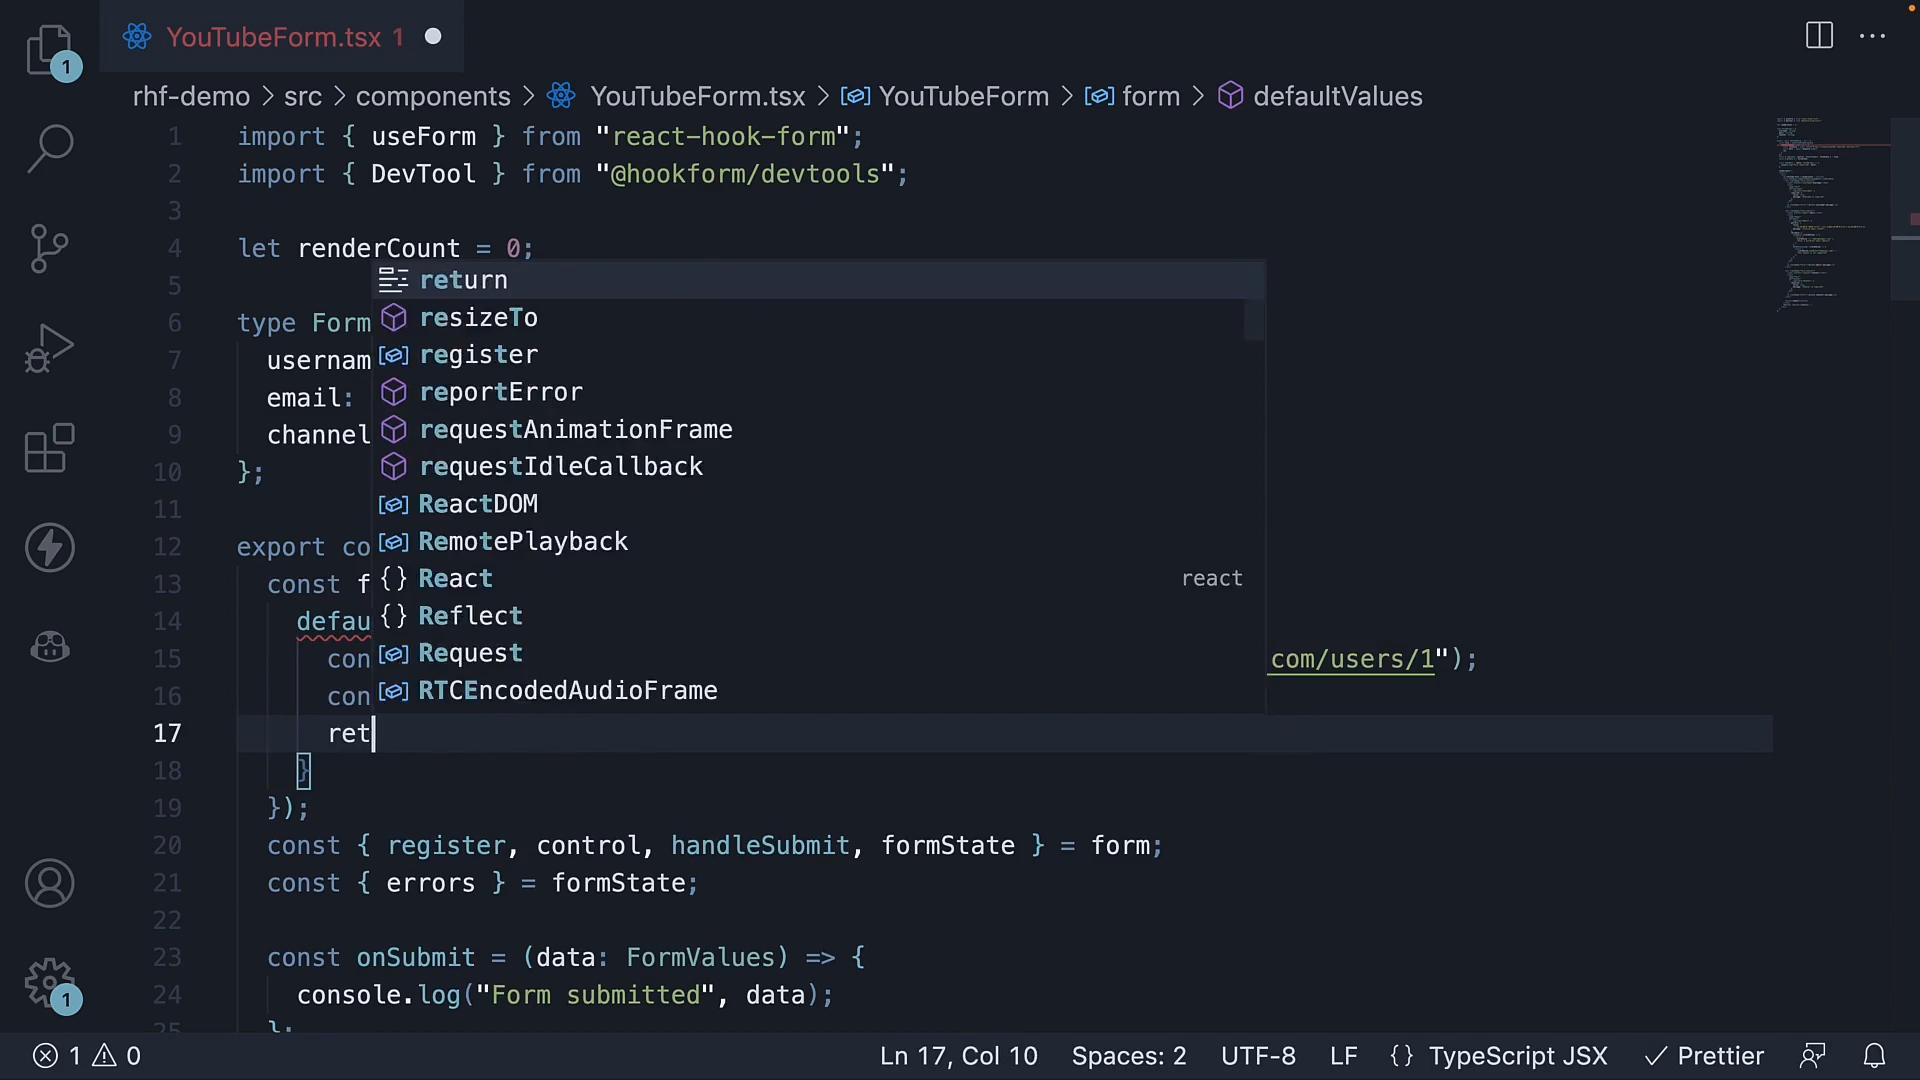 YouTubeForm.tsx 1
1
rhf-demo > src > components > YouTubeForm.tsx > YouTubeForm > form > defaultValues
1 import { useForm } from "react-hook-form";
2 import { DevTool } from "@hookform/devtools";
3
4 let renderCount = 0;
5
6 type Form
7 usernam
8 email:
9 channel
10 };
11
12 export co
13 const f
14 defau
15 con com/users/1");
16 con
17 ret
18 }
19 });
20 const { register, control, handleSubmit, formState } = form;
21 const { errors } = formState;
22
23 const onSubmit = (data: FormValues) => {
24 console.log("Form submitted", data);
25 };
return
resizeTo
register
reportError
requestAnimationFrame
requestIdleCallback
ReactDOM
RemotePlayback
React react
Reflect
Request
RTCEncodedAudioFrame
1
1 0 Ln 17, Col 10 Spaces: 2 UTF-8 LF {} TypeScript JSX Prettier